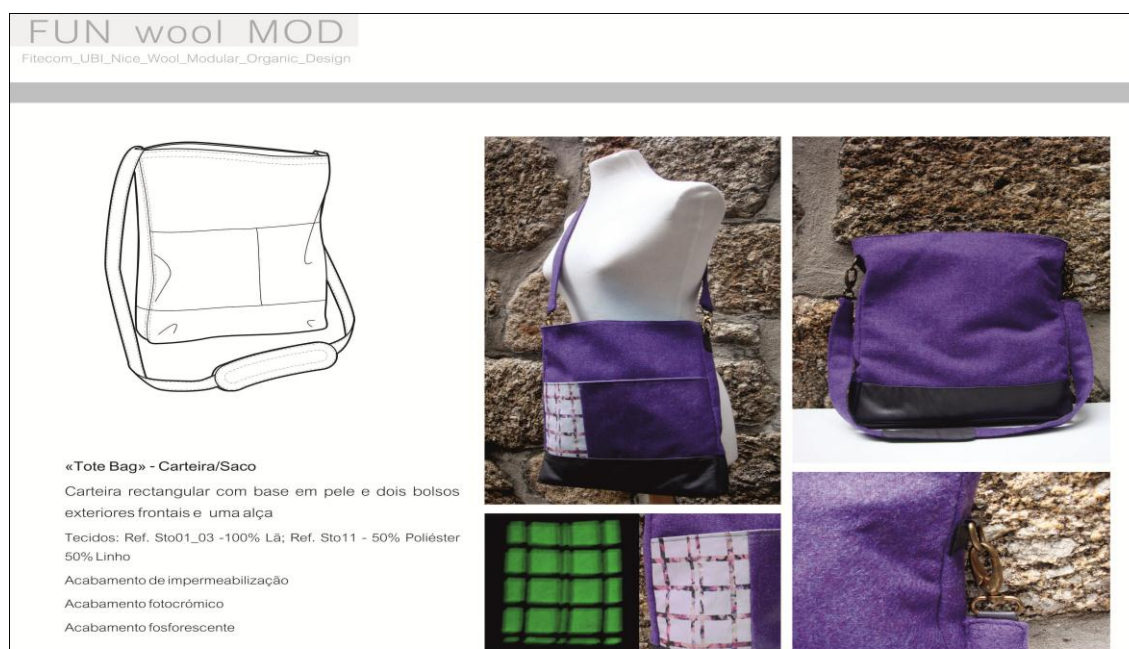 FUN wool MOD
Fitecom_UBI_Nice_Wool_Modular_Organic_Design
«Tote Bag» - Carteira/Saco
Carteira rectangular com base em pele e dois bolsos
exteriores frontais e uma alça
Tecidos: Ref. Sto01_03 -100% Lã; Ref. Sto11 - 50% Poliéster
50% Linho
Acabamento de impermeabilização
Acabamento fotocrómico
Acabamento fosforescente